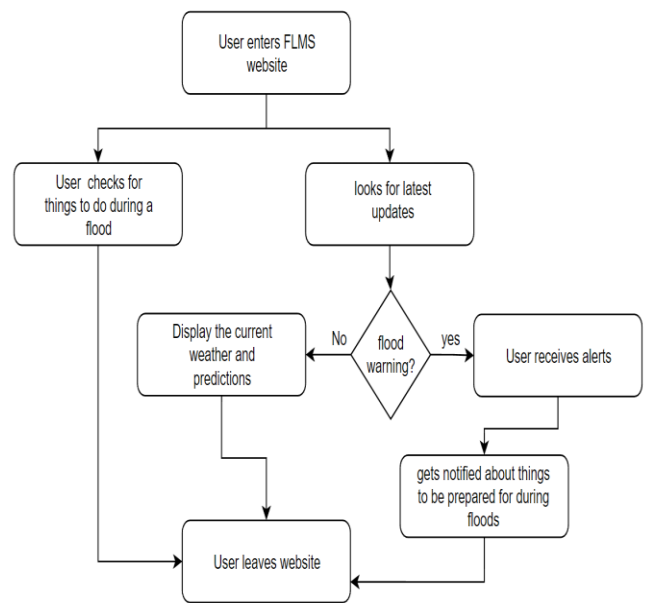 User enters FLMS
website
User checks for
things to do during a
flood
looks for latest
updates
Display the current
weather and
predictions
No
flood
warning?
yes
User receives alerts
gets notified about things
to be prepared for during
floods
User leaves website